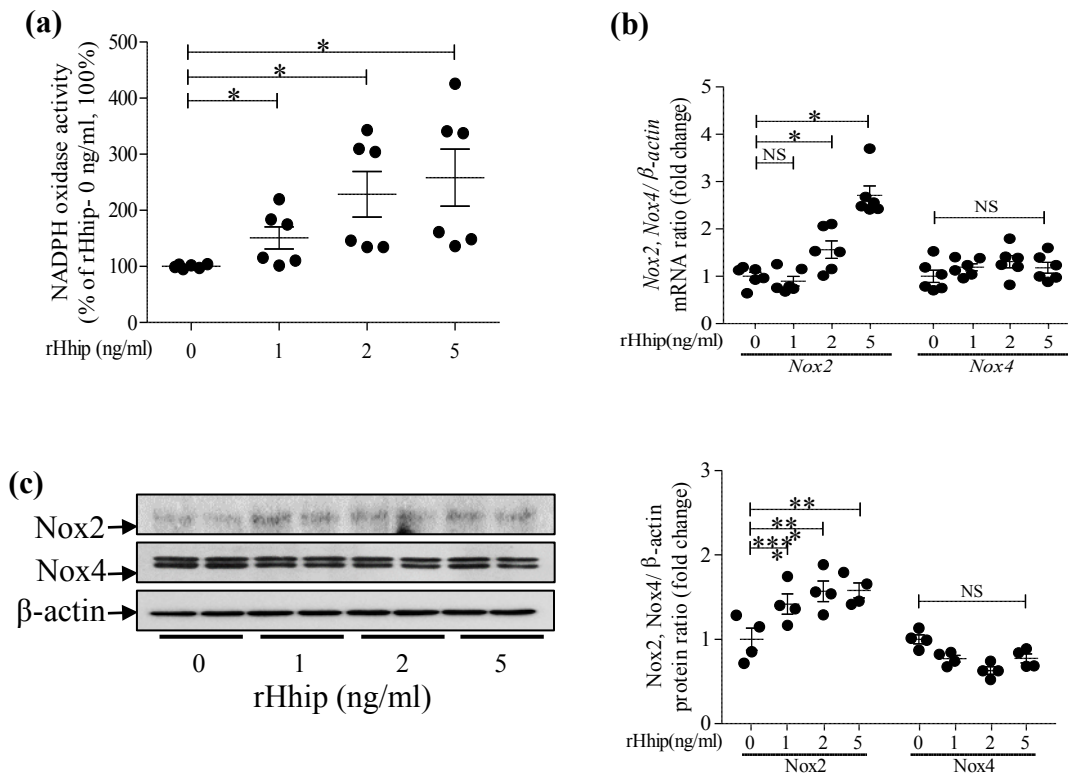 (a)
NADPH oxidase activity
(% of rHhip- 0 ng/ml, 100%)
500
400
300
200
100
0
*
*
*
rHhip (ng/ml)
0 1 2 5
(b)
Nox2, Nox4/ β-actin
mRNA ratio (fold change)
5
4
3
2
1
0
*
*
NS
NS
rHhip(ng/ml) 0 1 2 5 0 1 2 5
Nox2 Nox4
(c)
Nox2
Nox4
β-actin
0 1 2 5
rHhip (ng/ml)
Nox2, Nox4/ β-actin
protein ratio (fold change)
3
2
1
0
**
**
*
***
*
NS
rHhip(ng/ml) 0 1 2 5 0 1 2 5
Nox2 Nox4